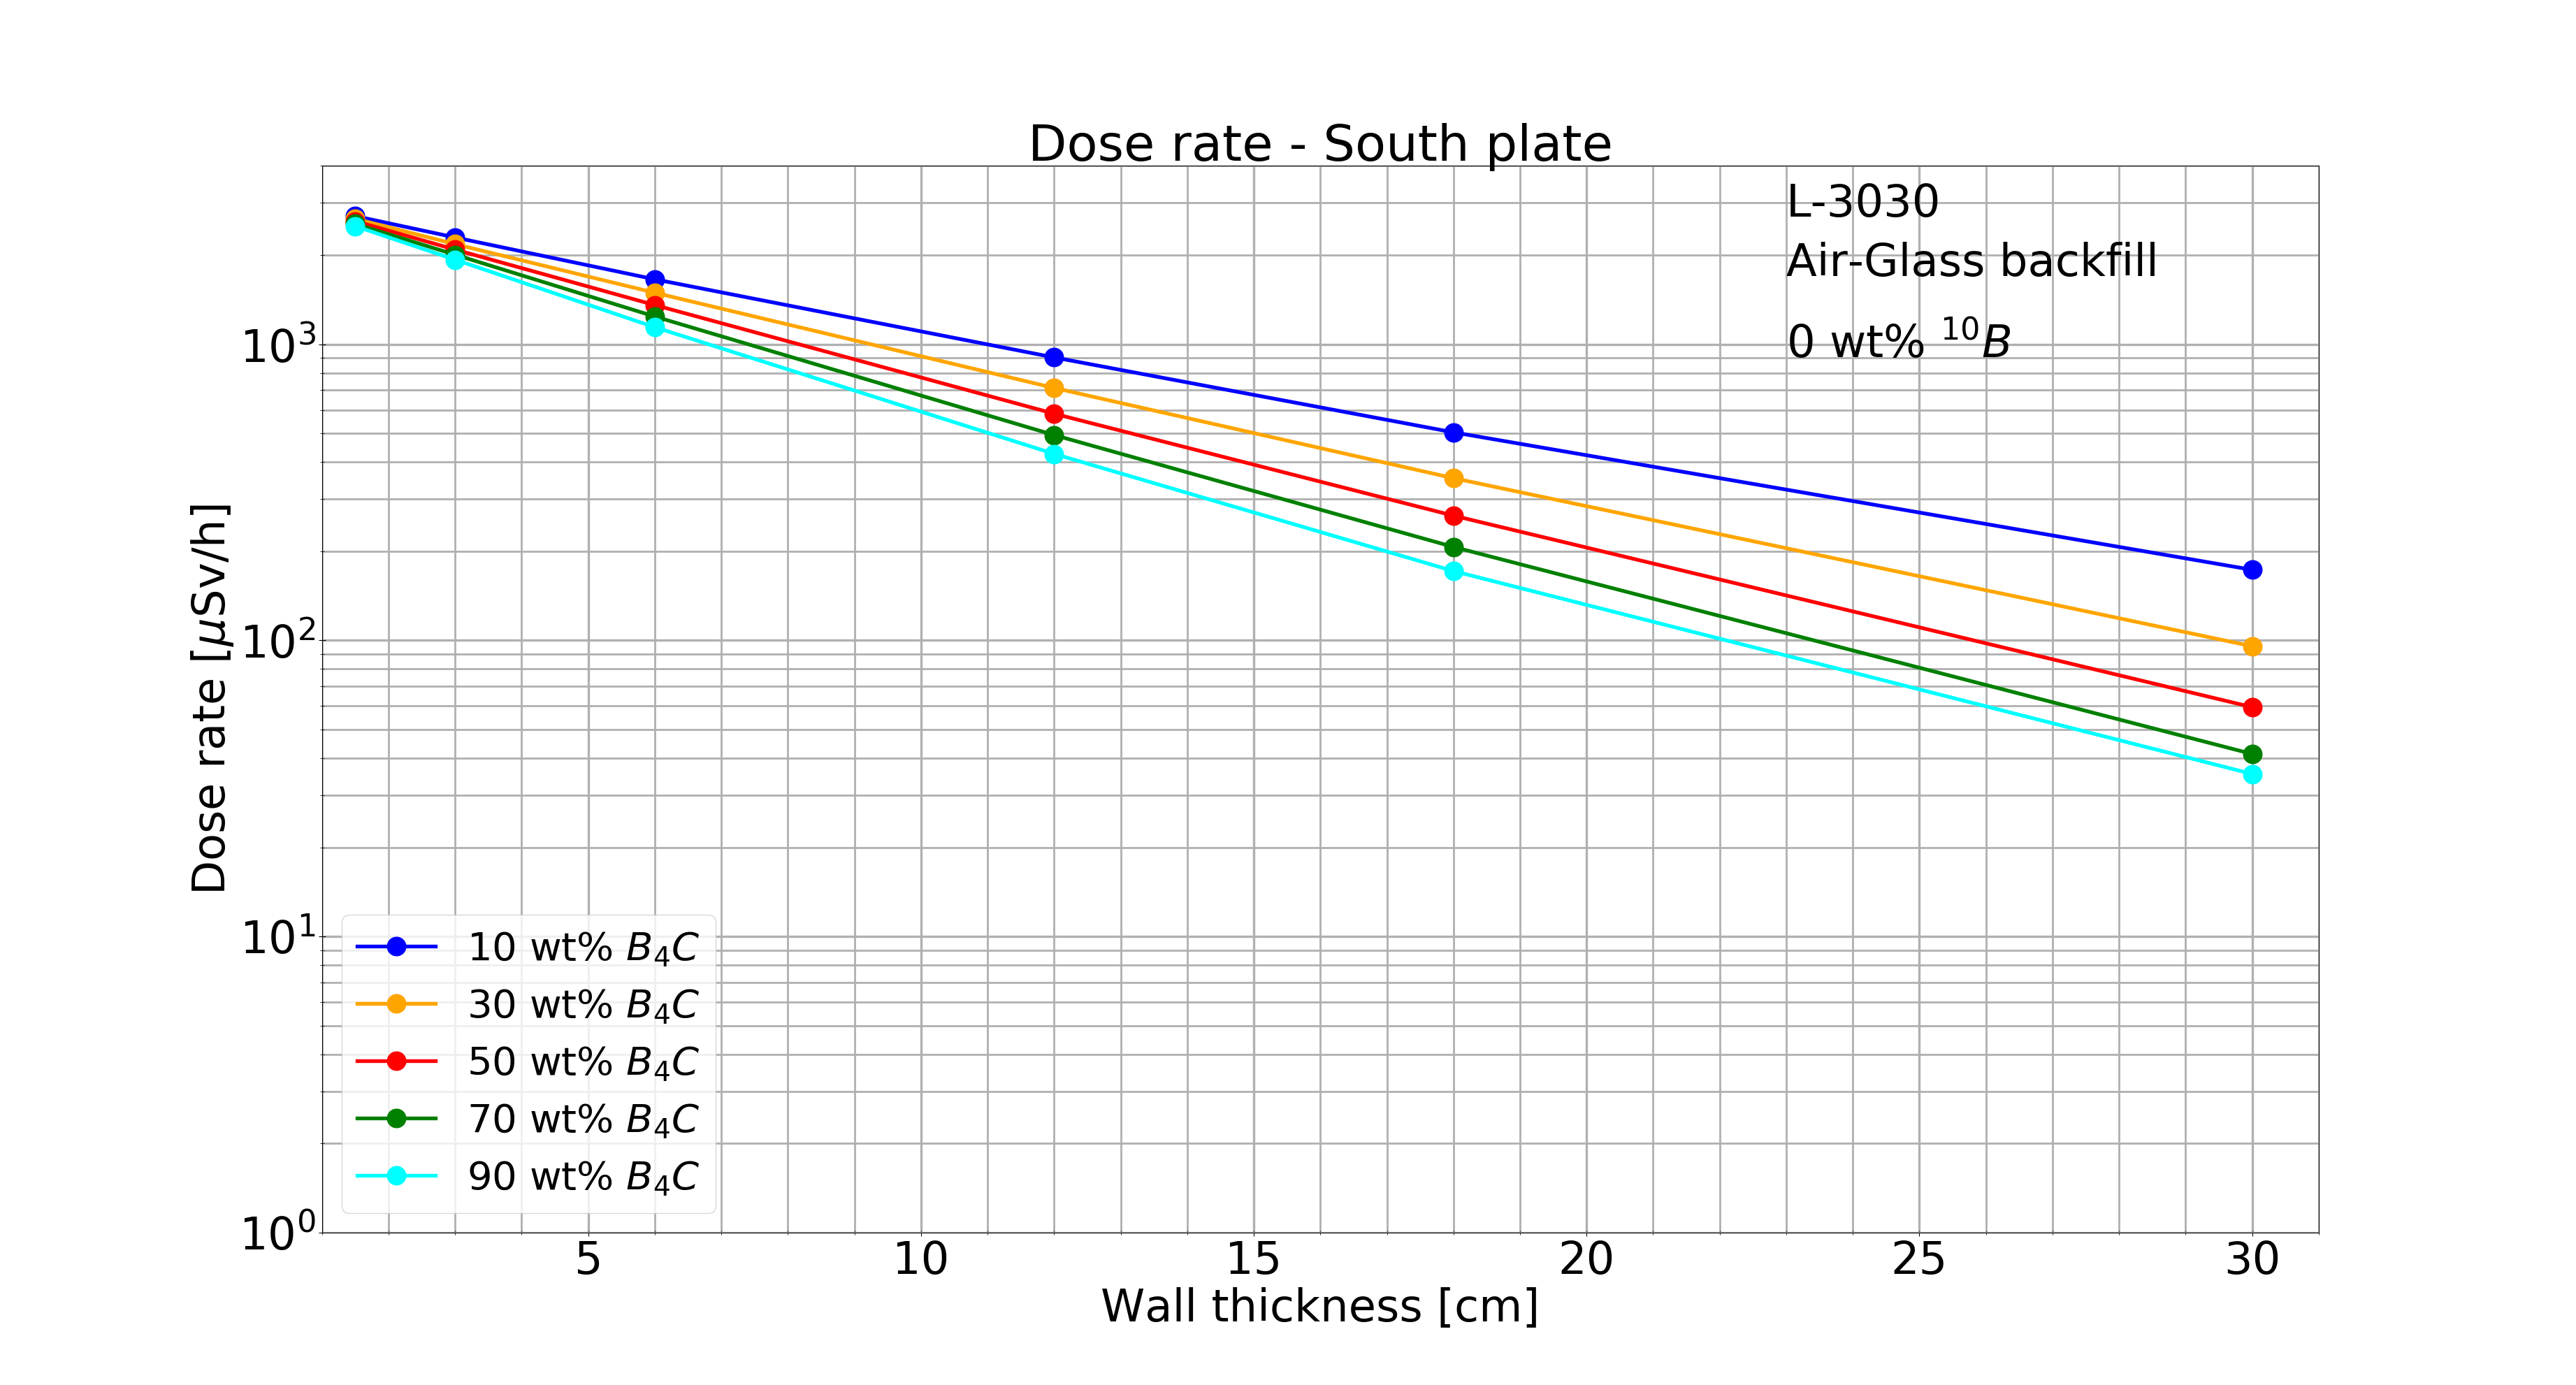 Dose rate - South plate
L-3030
Air-Glass backfill
0 wt% ¹⁰B
Dose rate [μSv/h]
10³
10²
10¹
10⁰
10 wt% B₄C
30 wt% B₄C
50 wt% B₄C
70 wt% B₄C
90 wt% B₄C
5 10 15 20 25 30
Wall thickness [cm]